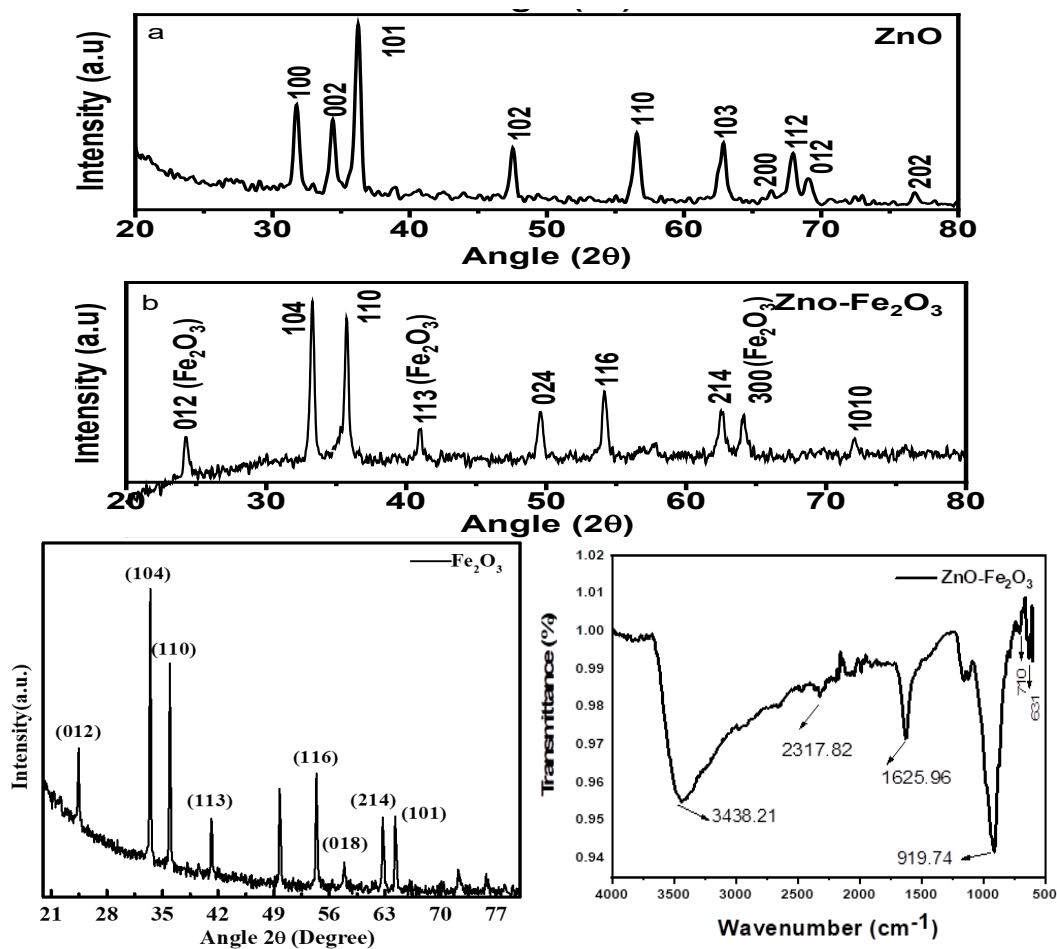 a
ZnO
Intensity (a.u)
100
002
101
102
110
103
200
112
012
202
20 30 40 50 60 70 80
Angle (2θ)
b
Zno-Fe₂O₃
Intensity (a.u)
012 (Fe₂O₃)
104
110
113 (Fe₂O₃)
024
116
214
300 (Fe₂O₃)
1010
20 30 40 50 60 70 80
Angle (2θ)
Fe₂O₃
Intensity(a.u.)
(012)
(104)
(110)
(113)
(116)
(018)
(214)
(101)
21 29 34 41 49 56 63 70 77
Angle 2θ (Degree)
ZnO-Fe₂O₃
Transmittance (%)
1.02
1.01
1.00
0.99
0.98
0.97
0.96
0.95
0.94
3438.21
2317.82
1625.96
919.74
710
631
4000 3500 3000 2500 2000 1500 1000 500
Wavenumber (cm⁻¹)